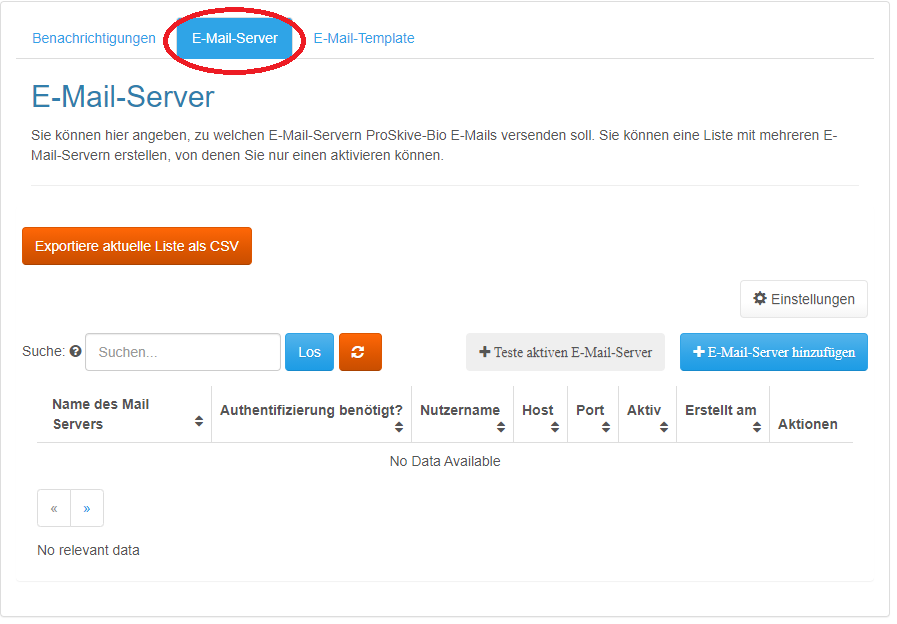 Benachrichtigungen E-Mail-Server E-Mail-Template
E-Mail-Server
Sie können hier angeben, zu welchen E-Mail-Servern ProSkive-Bio E-Mails versenden soll. Sie können eine Liste mit mehreren E-
Mail-Servern erstellen, von denen Sie nur einen aktivieren können.
Exportiere aktuelle Liste als CSV
Einstellungen
Suche: Suchen... Los Teste aktiven E-Mail-Server E-Mail-Server hinzufügen
Name des Mail Servers Authentifizierung benötigt? Nutzername Host Port Aktiv Erstellt am Aktionen
No Data Available
« »
No relevant data